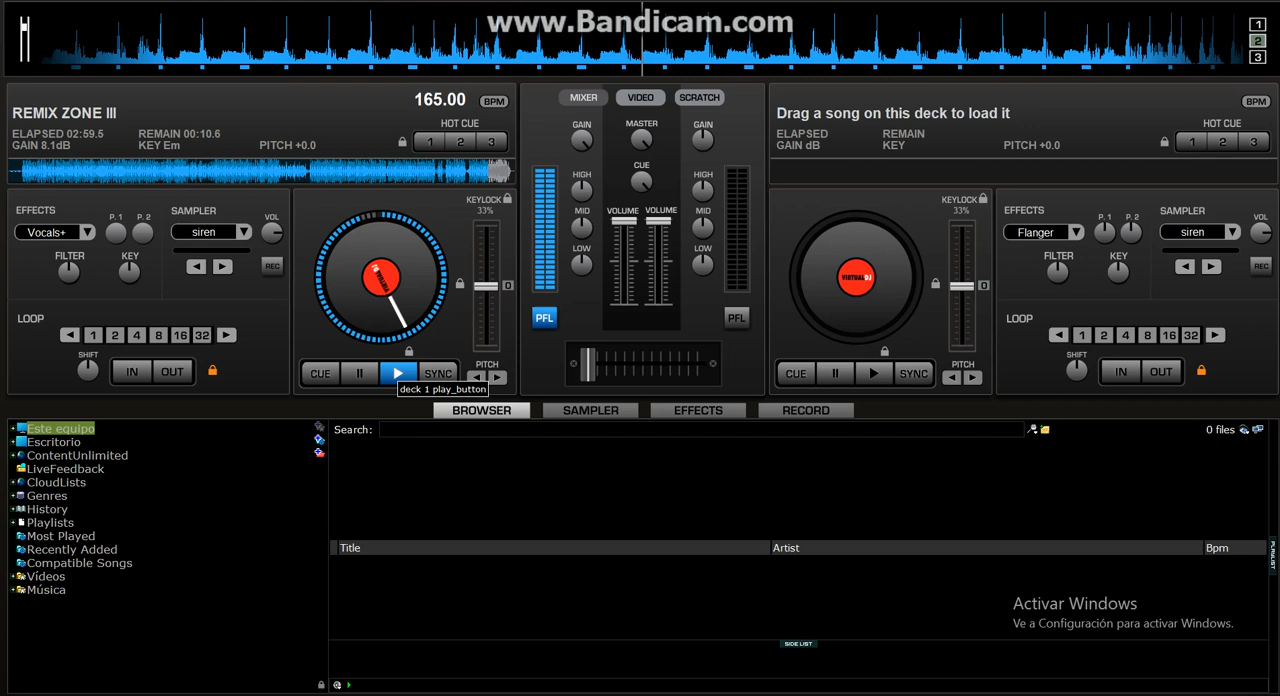 www.Bandicam.com
1
2
3
REMIX ZONE III
165.00 BPM
ELAPSED 02:59.5 REMAIN 00:10.6
GAIN 8.1dB KEY Em PITCH +0.0
HOT CUE
1 2 3
MIXER VIDEO SCRATCH
GAIN MASTER GAIN
CUE
HIGH HIGH
MID VOLUME VOLUME MID
LOW LOW
PFL PFL
Drag a song on this deck to load it
BPM
ELAPSED REMAIN
GAIN dB KEY PITCH +0.0
HOT CUE
1 2 3
EFFECTS P. 1 P. 2 SAMPLER VOL
Vocals+ siren
FILTER KEY REC
LOOP
1 2 4 8 16 32
SHIFT IN OUT
KEYLOCK
33%
0
CUE SYNC PITCH
deck 1 play_button
KEYLOCK
33%
VIRTUALDJ
0
CUE SYNC PITCH
EFFECTS P. 1 P. 2 SAMPLER VOL
Flanger siren
FILTER KEY REC
LOOP
1 2 4 8 16 32
SHIFT IN OUT
BROWSER SAMPLER EFFECTS RECORD
Este equipo
Escritorio
ContentUnlimited
LiveFeedback
CloudLists
Genres
History
Playlists
Most Played
Recently Added
Compatible Songs
Vídeos
Música
Search:
0 files
Title Artist Bpm
PLAYLIST
Activar Windows
Ve a Configuración para activar Windows.
SIDE LIST